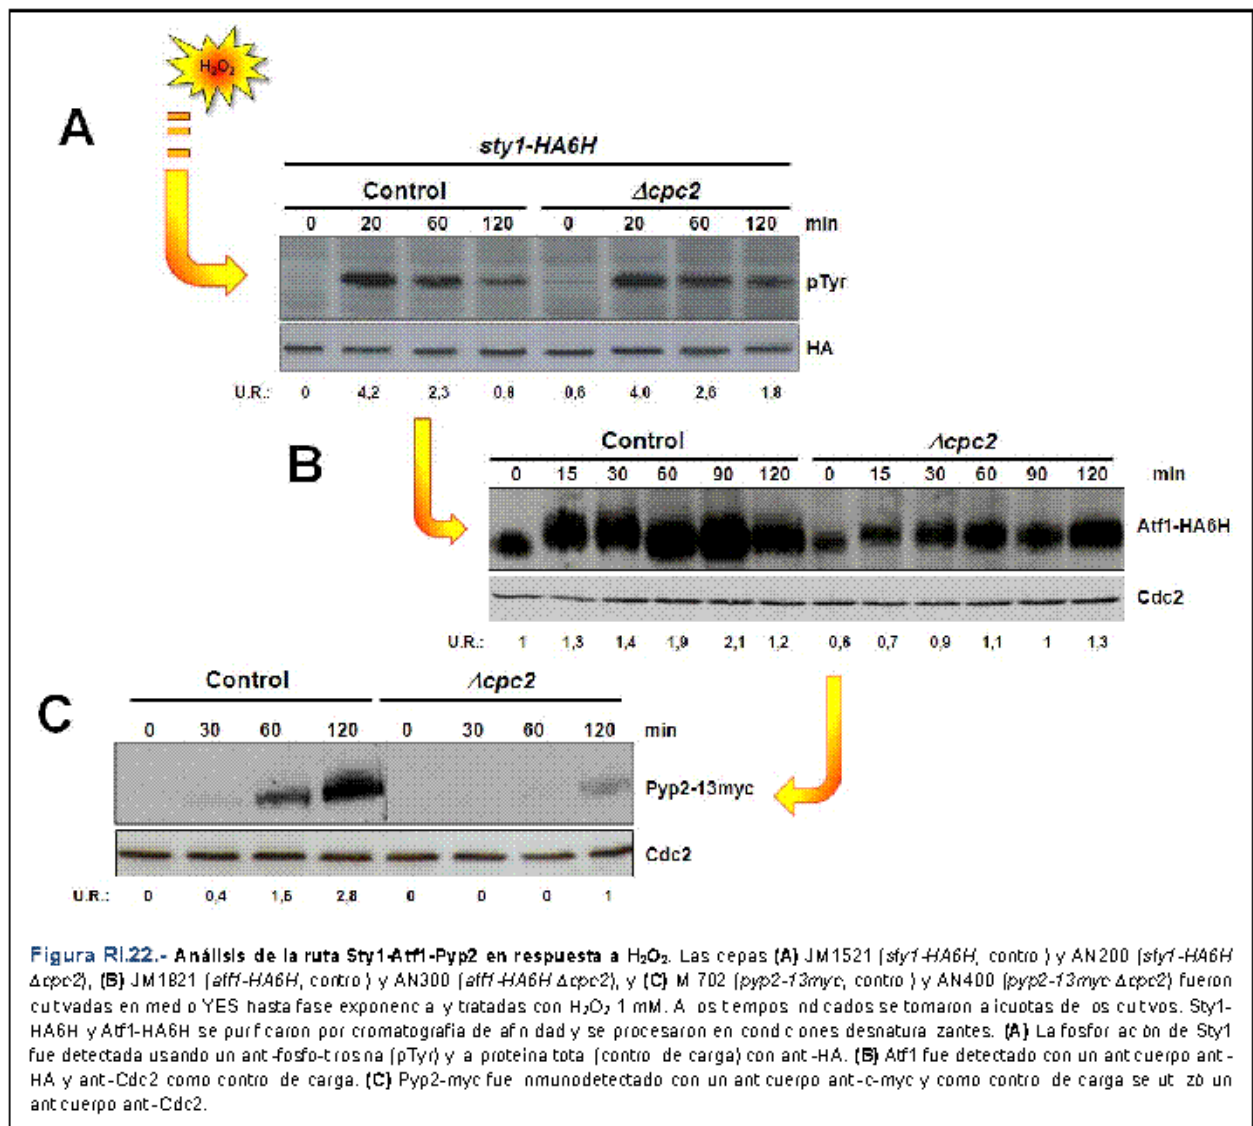 H₂O₂
A
sty1-HA6H
Control Δcpc2
0 20 60 120 0 20 60 120 min
pTyr
HA
U.R.: 0 4,2 2,3 0,8 0,6 4,0 2,6 1,8
B
Control Δcpc2
0 15 30 60 90 120 0 15 30 60 90 120 min
Atf1-HA6H
Cdc2
U.R.: 1 1,3 1,4 1,9 2,1 1,2 0,6 0,7 0,9 1,1 1 1,3
C
Control Δcpc2
0 30 60 120 0 30 60 120 min
Pyp2-13myc
Cdc2
U.R.: 0 0,4 1,5 2,8 0 0 0 1
Figura RI.22.- Análisis de la ruta Sty1-Atf1-Pyp2 en respuesta a H₂O₂. Las cepas (A) JM1521 (sty1-HA6H, contro) y AN200 (sty1-HA6H
Δcpc2), (B) JM1821 (atf1-HA6H, contro) y AN300 (atf1-HA6H Δcpc2), y (C) M 702 (pyp2-13myc, contro) y AN400 (pyp2-13myc Δcpc2) fueron
cu tvadas en med o YES hasta fase exponenc a y tratadas con H₂O₂ 1 mM. A os tempos nd cados se tomaron a icuotas de os cu tvos. Sty1-
HA6H y Atf1-HA6H se pur f caron por cromatografía de af n dad y se procesaron en cond c ones desnatura zantes. (A) La fosfor ac ón de Sty1
fue detectada usando un ant -fosfo-t ros na (pTyr) y a proteína tota (contro de carga) con ant -HA. (B) Atf1 fue detectado con un ant cuerpo ant -
HA y ant -Cdc2 como contro de carga. (C) Pyp2-myc fue nmunodetectado con un ant cuerpo ant -c-myc y como contro de carga se ut zó un
ant cuerpo ant -Cdc2.